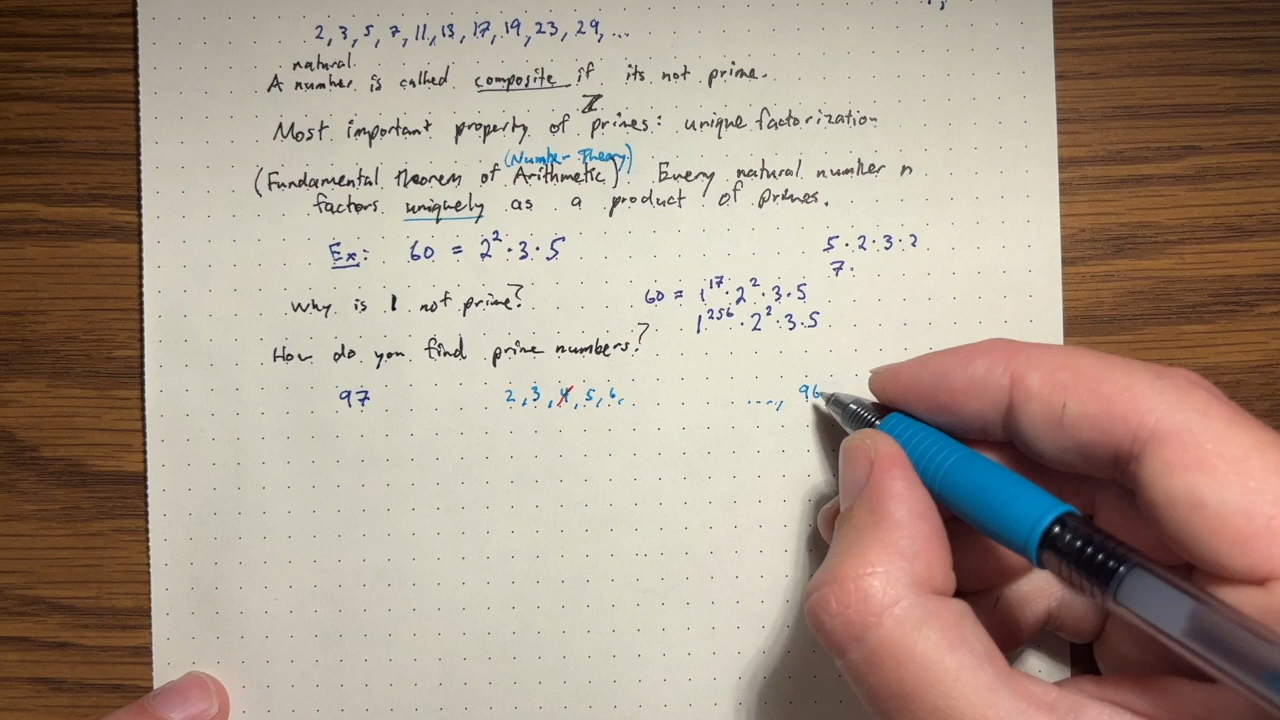 2, 3, 5, 7, 11, 13, 17, 19, 23, 29, ...
natural
A number is called composite if its not prime.
ℤ
Most important property of primes: unique factorization
(Number Theory)
(Fundamental theorem of Arithmetic): Every natural number n
factors uniquely as a product of primes.
Ex: 60 = 2²·3·5
5·2·3·2
7·
Why is 1 not prime?
60 = 1¹⁷·2²·3·5
1²⁵⁶·2²·3·5
How do you find prime numbers?
97 2, 3, 4, 5, 6, ...., 96